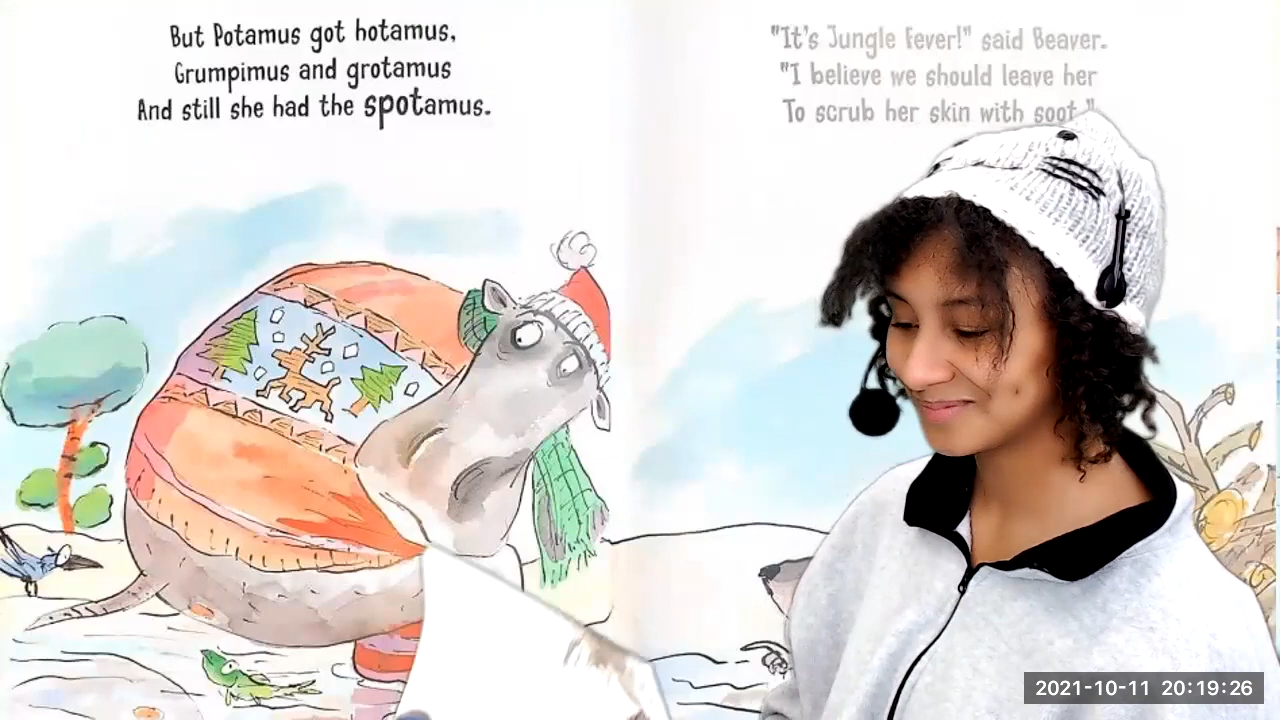 But Potamus got hotamus,
Grumpimus and grotamus
And still she had the spotamus.
"It's Jungle Fever!" said Beaver.
"I believe we should leave her
To scrub her skin with soot."
2021-10-11 20:19:26